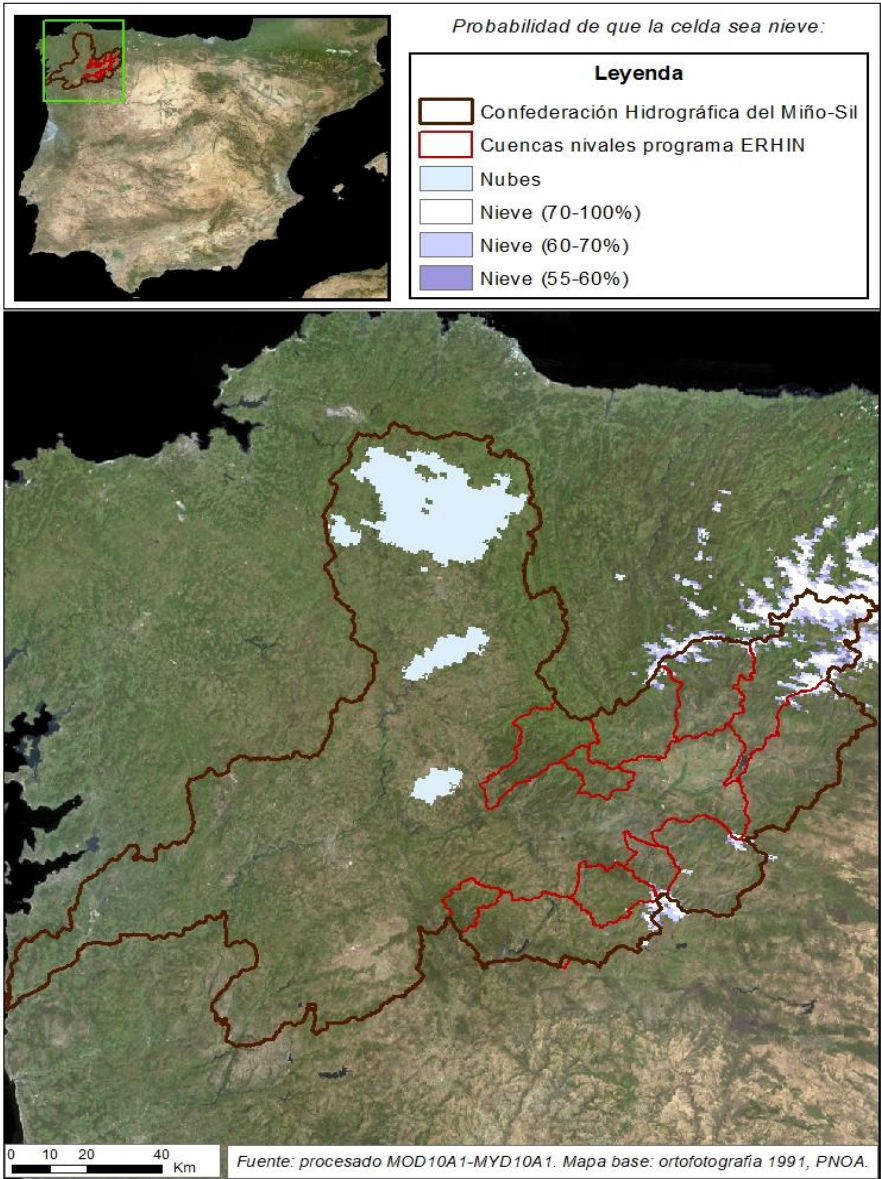 Probabilidad de que la celda sea nieve:
Leyenda
Confederación Hidrográfica del Miño-Sil
Cuencas nivales programa ERHIN
Nubes
Nieve (70-100%)
Nieve (60-70%)
Nieve (55-60%)
0 10 20 40
Km
Fuente: procesado MOD10A1-MYD10A1. Mapa base: ortofotografia 1991, PNOA.